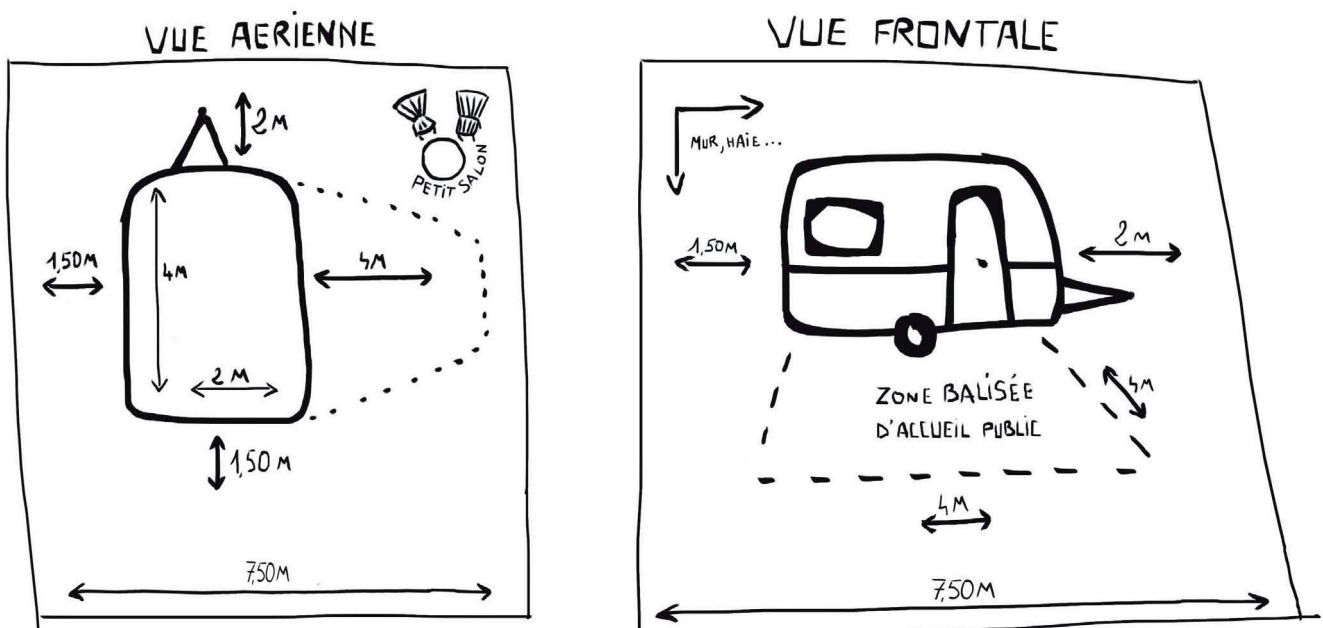 VUE AERIENNE
2M
PETIT SALON
1,50M
4M
4M
2 M
1,50 M
7,50M
VUE FRONTALE
MUR, HAIE...
1,50M
2M
4M
ZONE BALISÉE
D'ACCUEIL PUBLIC
4M
7,50M